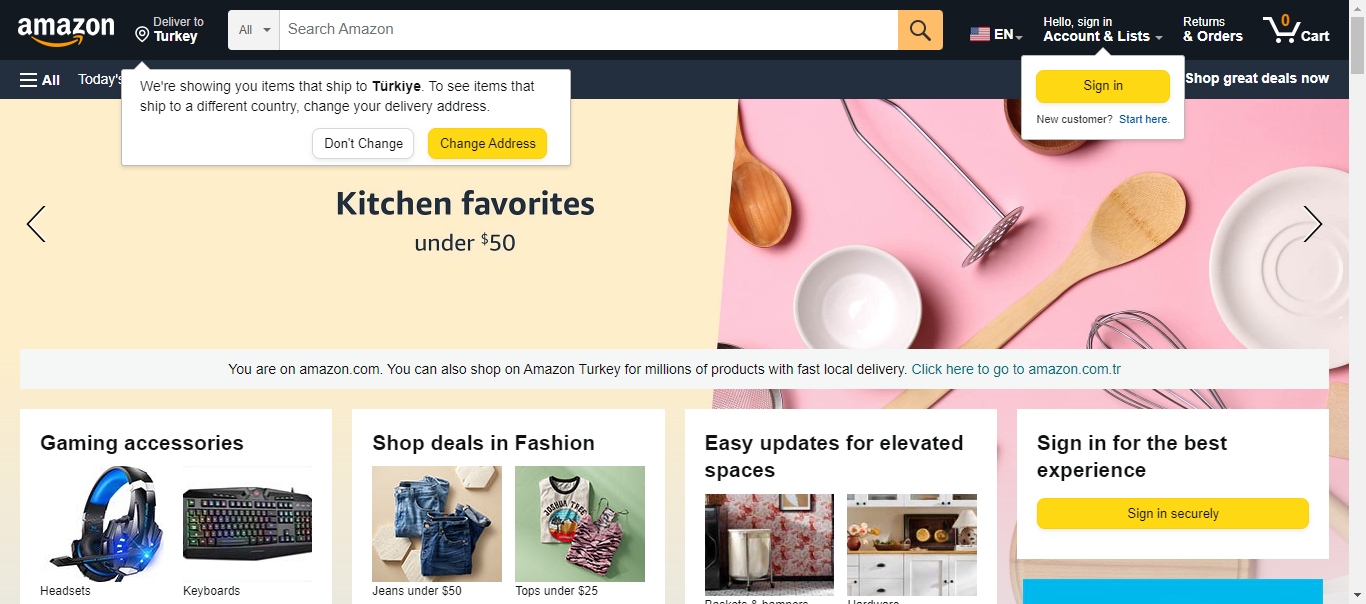 amazon
Deliver to
Turkey
All
Search Amazon
EN
Hello, sign in
Account & Lists
Returns
& Orders
0
Cart
All
Today's
Shop great deals now
We're showing you items that ship to Türkiye. To see items that
ship to a different country, change your delivery address.
Don't Change
Change Address
Sign in
New customer? Start here.
Kitchen favorites
under $50
You are on amazon.com. You can also shop on Amazon Turkey for millions of products with fast local delivery. Click here to go to amazon.com.tr
Gaming accessories
Headsets
Keyboards
Shop deals in Fashion
JOSHUA TREE
Jeans under $50
Tops under $25
Easy updates for elevated
spaces
Baskets & hampers
Hardware
Sign in for the best
experience
Sign in securely